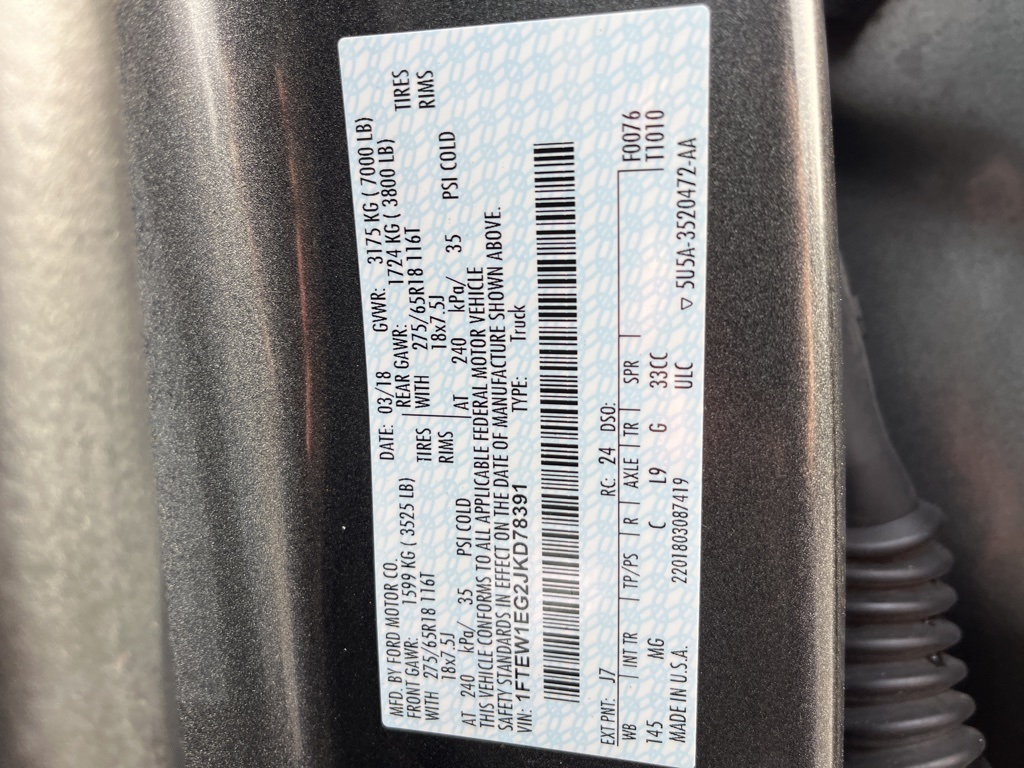 MFD. BY FORD MOTOR CO.
DATE: 03/18 GVWR: 3175 KG ( 7000 LB)
FRONT GAWR: 1599 KG ( 3525 LB) REAR GAWR: 1724 KG ( 3800 LB)
WITH 275/65R18 116T TIRES WITH 275/65R18 116T TIRES
18x7.5J RIMS 18x7.5J RIMS
AT 240 kPa/ 35 PSI COLD AT 240 kPa/ 35 PSI COLD
THIS VEHICLE CONFORMS TO ALL APPLICABLE FEDERAL MOTOR VEHICLE
SAFETY STANDARDS IN EFFECT ON THE DATE OF MANUFACTURE SHOWN ABOVE.
VIN: 1FTEW1EG2JKD78391 TYPE: Truck
F0076
T1010
EXT PNT: J7 RC: 24 DSO:
WB INT TR TP/PS R AXLE TR SPR
145 MG C L9 G 33CC
MADE IN U.S.A. 220180308​7419 ULC ▽ 5U5A-3520472-AA